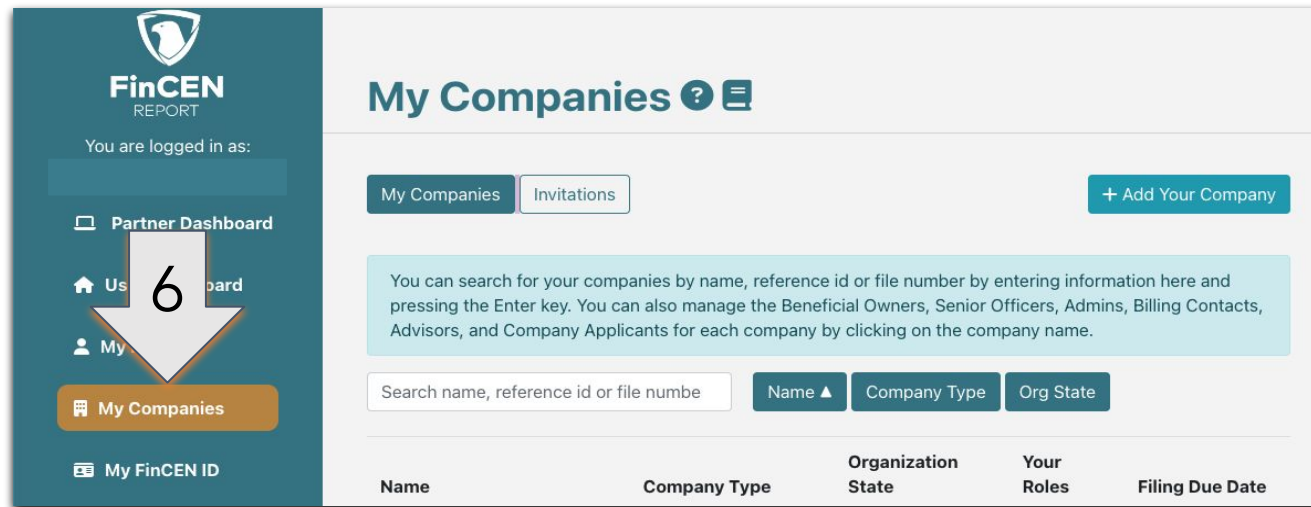 FinCEN
REPORT
You are logged in as:
Partner Dashboard
6
My Companies
My FinCEN ID
My Companies ?
My Companies
Invitations
+ Add Your Company
You can search for your companies by name, reference id or file number by entering information here and
pressing the Enter key. You can also manage the Beneficial Owners, Senior Officers, Admins, Billing Contacts,
Advisors, and Company Applicants for each company by clicking on the company name.
Search name, reference id or file numbe
Name ▲
Company Type
Org State
Name
Company Type
Organization
State
Your
Roles
Filing Due Date